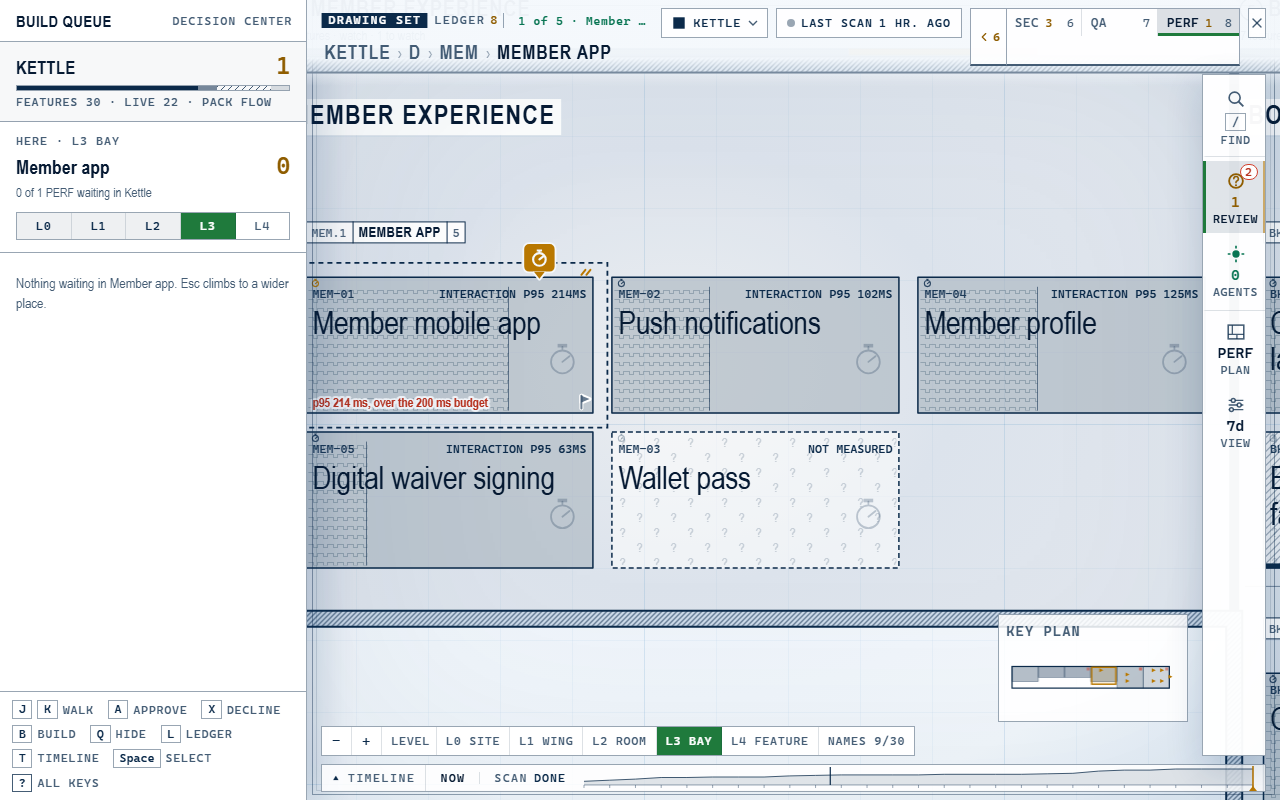 BUILD QUEUE
DECISION CENTER
KETTLE 1
FEATURES 30 · LIVE 22 · PACK FLOW
HERE · L3 BAY
Member app 0
0 of 1 PERF waiting in Kettle
L0 L1 L2 L3 L4
Nothing waiting in Member app. Esc climbs to a wider
place.
J K WALK A APPROVE X DECLINE
B BUILD Q HIDE L LEDGER
T TIMELINE Space SELECT
? ALL KEYS
DRAWING SET LEDGER 8 1 of 5 · Member …
KETTLE
LAST SCAN 1 HR. AGO
< 6
SEC 3 6
QA 7
PERF 1 8
KETTLE › D › MEM › MEMBER APP
EMBER EXPERIENCE
MEM.1 MEMBER APP 5
MEM-01 INTERACTION P95 214MS
Member mobile app
p95 214 ms, over the 200 ms budget
MEM-02 INTERACTION P95 102MS
Push notifications
MEM-04 INTERACTION P95 125MS
Member profile
MEM-05 INTERACTION P95 63MS
Digital waiver signing
MEM-03 NOT MEASURED
Wallet pass
/
FIND
2
1
REVIEW
0
AGENTS
PERF
PLAN
7d
VIEW
KEY PLAN
− + LEVEL L0 SITE L1 WING L2 ROOM L3 BAY L4 FEATURE NAMES 9/30
▲ TIMELINE NOW SCAN DONE